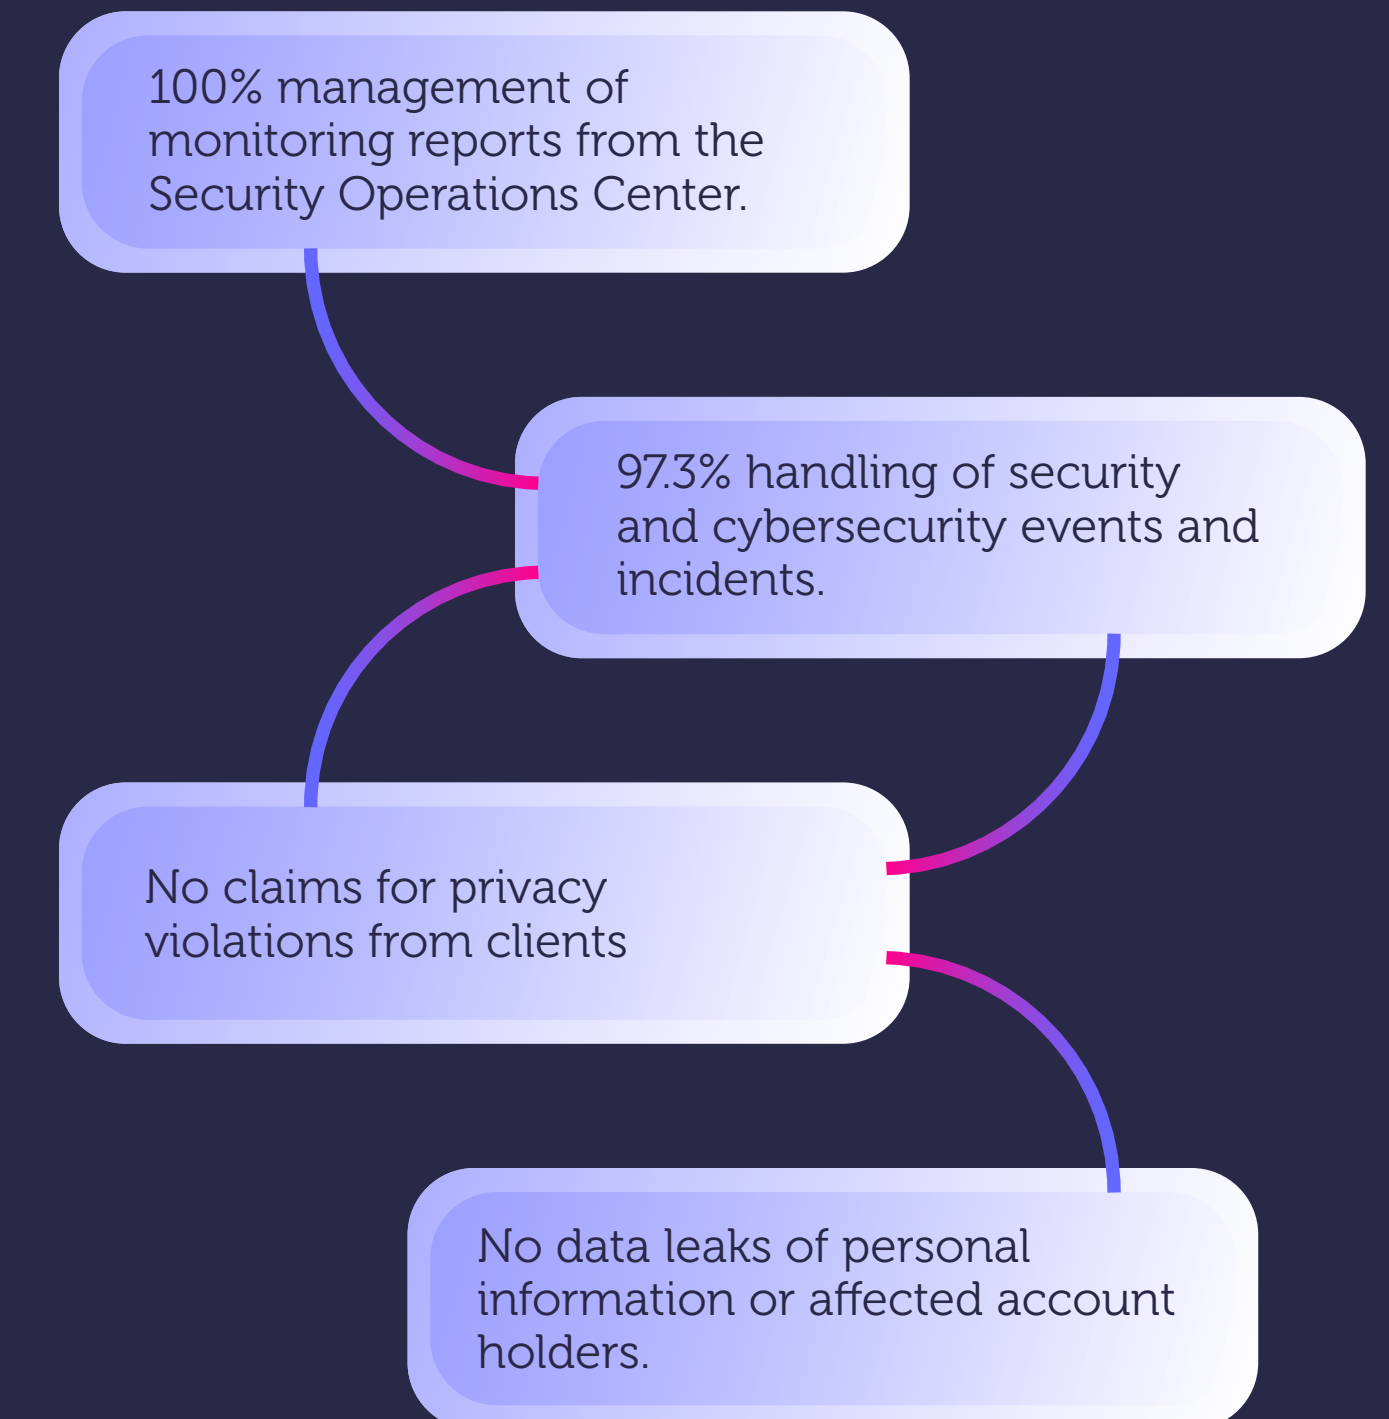 100% management of
monitoring reports from the
Security Operations Center.
97.3% handling of security
and cybersecurity events and
incidents.
No claims for privacy
violations from clients
No data leaks of personal
information or affected account
holders.